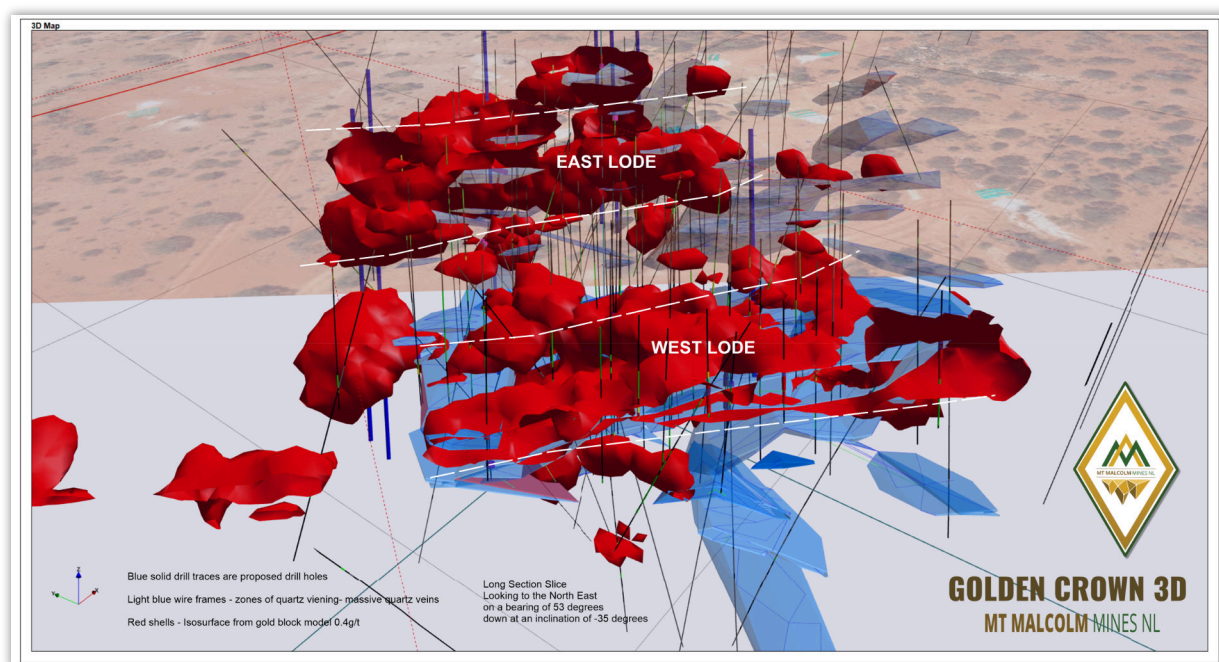 3D Map
EAST LODE
WEST LODE
MT MALCOLM MINES NL
Z
Y
X
Blue solid drill traces are proposed drill holes
Light blue wire frames - zones of quartz viening- massive quartz veins
Red shells - Isosurface from gold block model 0.4g/t
Long Section Slice
Looking to the North East
on a bearing of 53 degrees
down at an inclination of -35 degrees
GOLDEN CROWN 3D
MT MALCOLM MINES NL